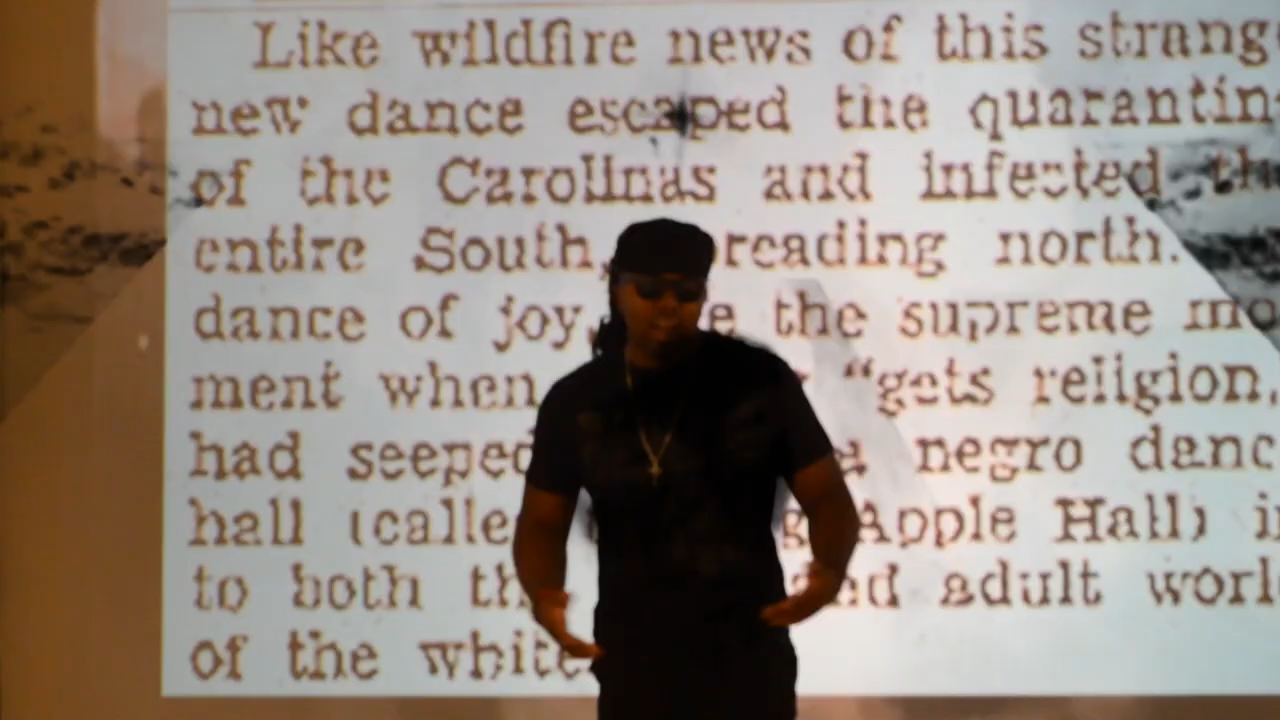 Like wildfire news of this strang
new dance escaped the quarantin
of the Carolinas and infected th
entire South, reading north.
dance of joy, e the supreme mo
ment when "gets religion,
had seeped negro danc
hall (calle g Apple Hall) i
to both th ed adult worl
of the white